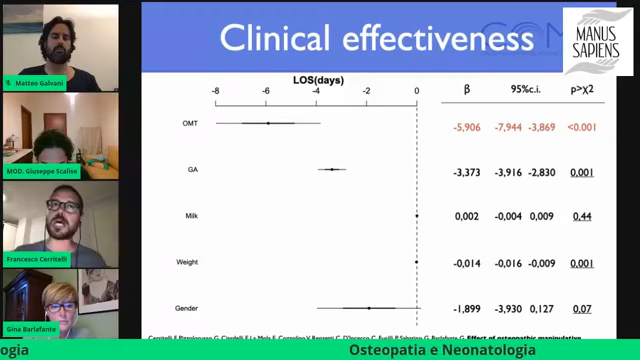 Clinical effectiveness
MANUS
SAPIENS
LOS(days)
-8 -6 -4 -2 0
β 95%c.i. p>χ2
OMT -5,906 -7,944 -3,869 <0.001
GA -3,373 -3,916 -2,830 0,001
Milk 0,002 -0,004 0,009 0,44
Weight -0,014 -0,016 -0,009 0,001
Gender -1,899 -3,930 0,127 0,07
Matteo Galvani
MOD. Giuseppe Scalise
Francesco Cerritelli
Gina Barlafante
ogia Osteopatia e Neonatologia